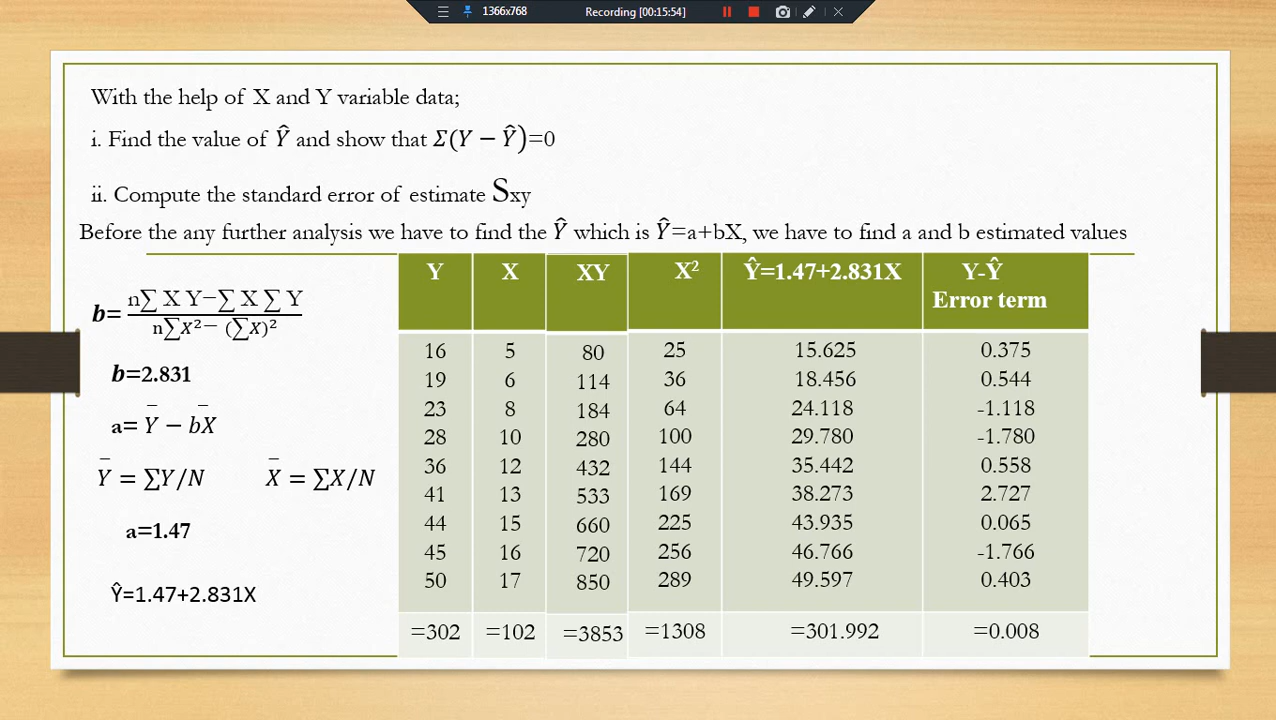 1366x768 Recording [00:15:54]
With the help of X and Y variable data;
i. Find the value of Ŷ and show that Σ(Y − Ŷ)=0
ii. Compute the standard error of estimate Sxy
Before the any further analysis we have to find the Ŷ which is Ŷ=a+bX, we have to find a and b estimated values
b= n∑ X Y−∑ X ∑ Y / n∑X²− (∑X)²
b=2.831
a= Y̅ − bX̅
Y̅ = ∑Y/N X̅ = ∑X/N
a=1.47
Ŷ=1.47+2.831X
Y X XY X² Ŷ=1.47+2.831X Y-Ŷ
Error term
16 5 80 25 15.625 0.375
19 6 114 36 18.456 0.544
23 8 184 64 24.118 -1.118
28 10 280 100 29.780 -1.780
36 12 432 144 35.442 0.558
41 13 533 169 38.273 2.727
44 15 660 225 43.935 0.065
45 16 720 256 46.766 -1.766
50 17 850 289 49.597 0.403
=302 =102 =3853 =1308 =301.992 =0.008